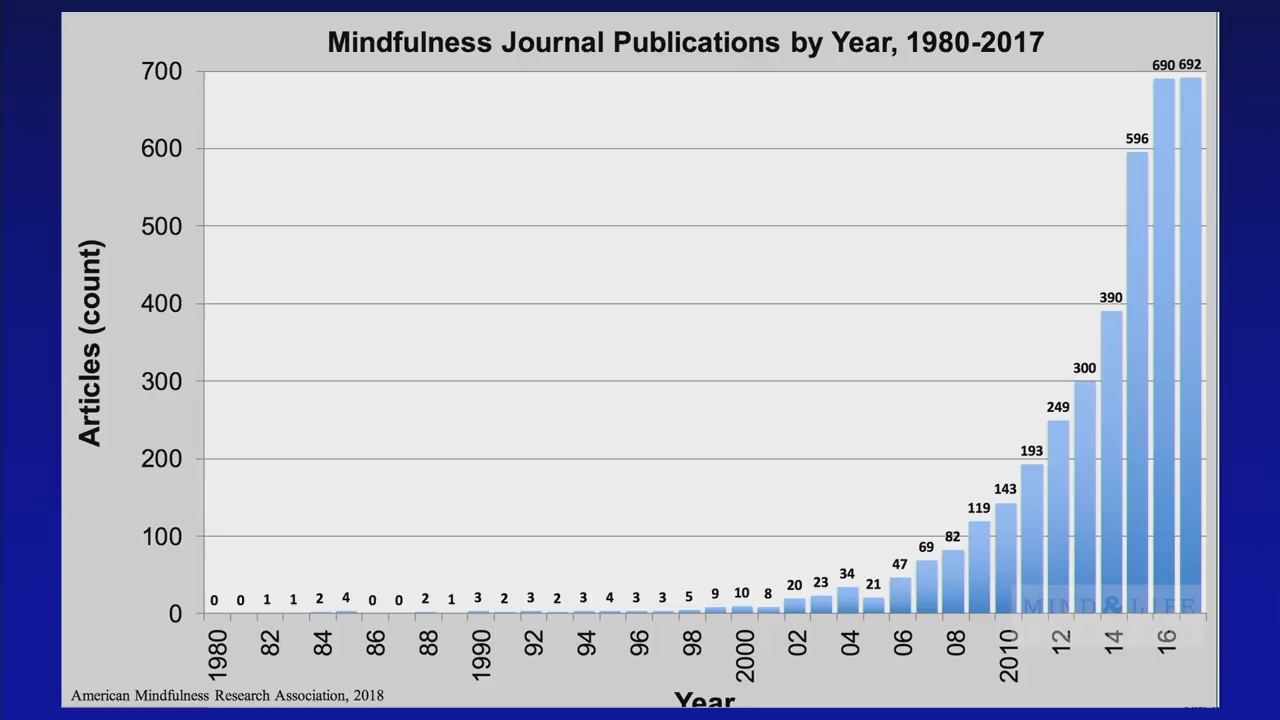 Mindfulness Journal Publications by Year, 1980-2017
Articles (count)
700
600
500
400
300
200
100
0
0 0 1 1 2 4 0 0 2 1 3 2 3 2 3 4 3 3 5 9 10 8 20 23 34 21 47 69 82 119 143 193 249 300 390 596 690 692
1980 82 84 86 88 1990 92 94 96 98 2000 02 04 06 08 2010 12 14 16
MIND & LIFE
Year
American Mindfulness Research Association, 2018